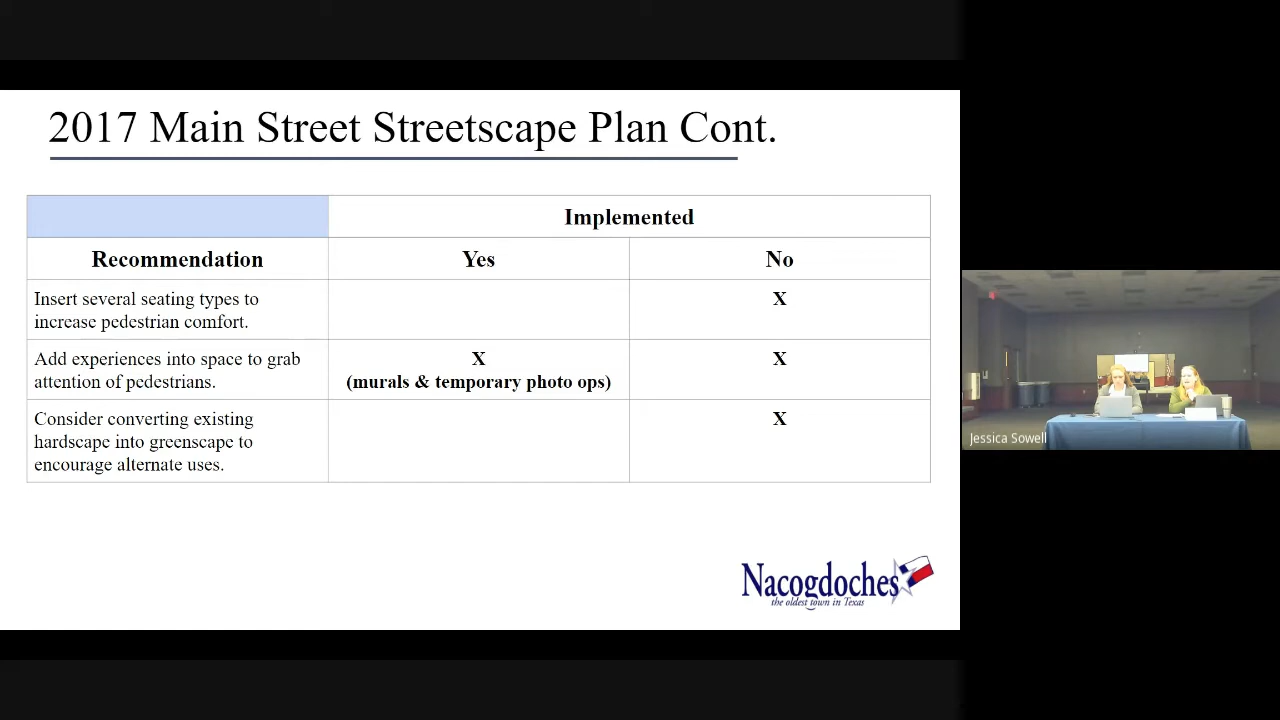 2017 Main Street Streetscape Plan Cont.
Implemented
Recommendation
Yes
No
Insert several seating types to
increase pedestrian comfort.
X
Add experiences into space to grab
attention of pedestrians.
X
(murals & temporary photo ops)
X
Consider converting existing
hardscape into greenscape to
encourage alternate uses.
X
Nacogdoches
the oldest town in Texas
Jessica Sowell